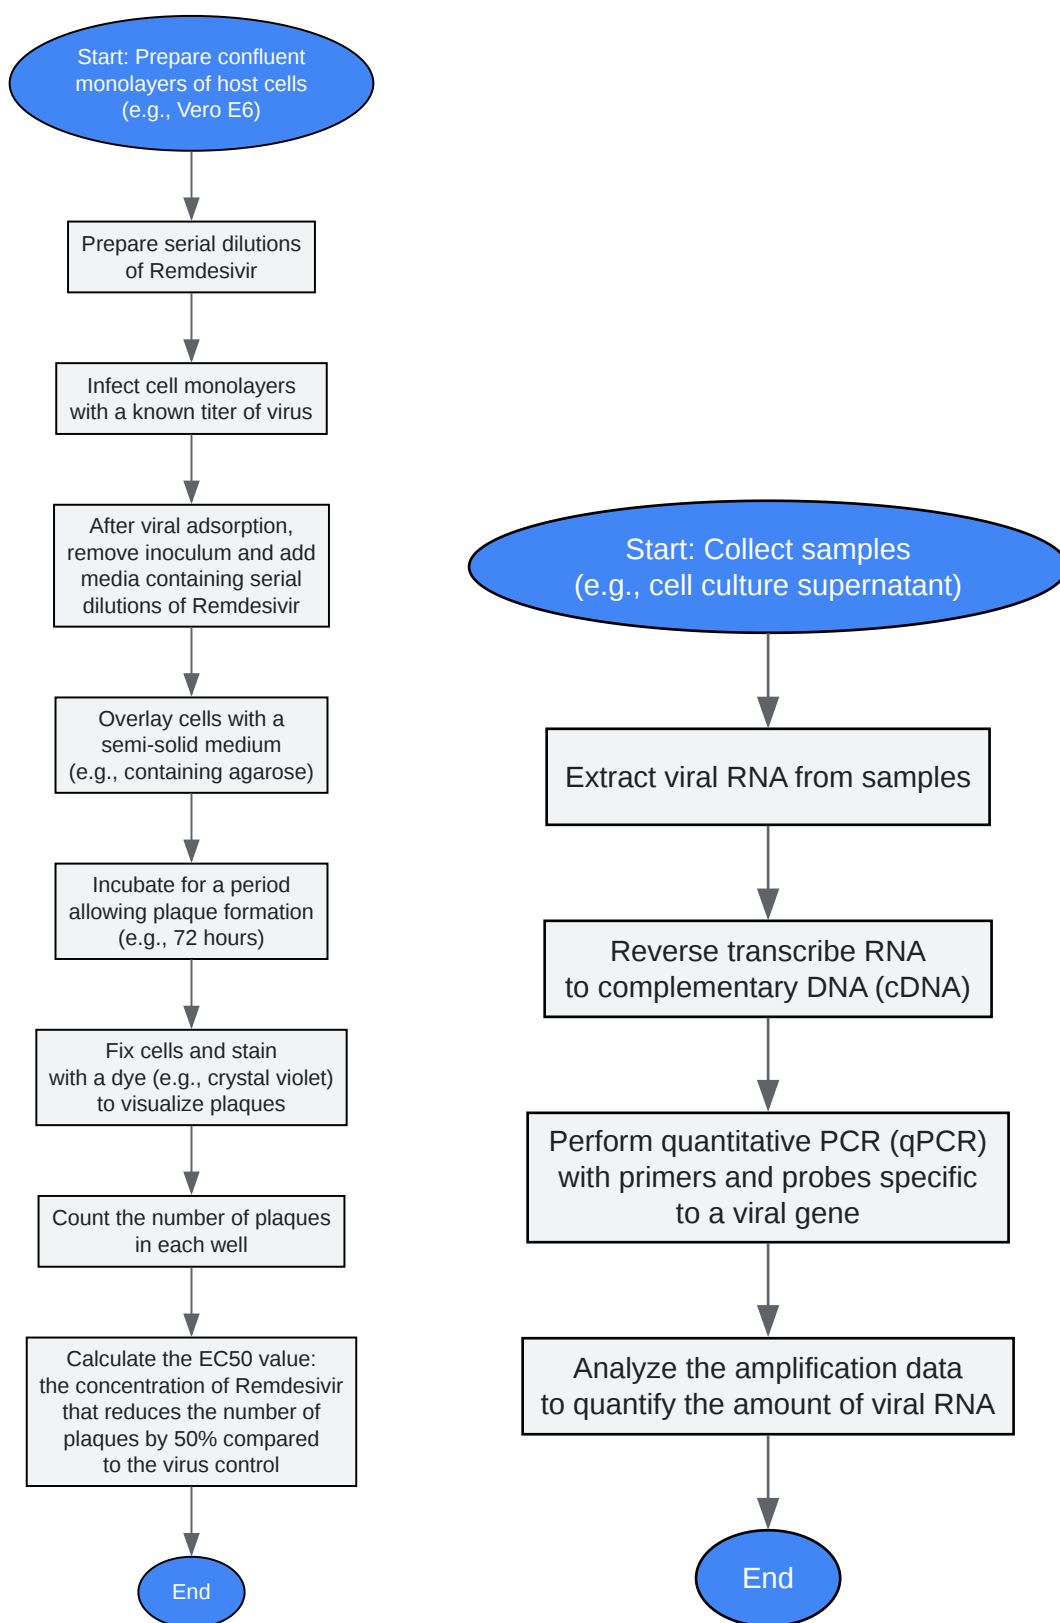 Start: Prepare confluent
monolayers of host cells
(e.g., Vero E6)
Prepare serial dilutions
of Remdesivir
Infect cell monolayers
with a known titer of virus
After viral adsorption,
remove inoculum and add
media containing serial
dilutions of Remdesivir
Overlay cells with a
semi-solid medium
(e.g., containing agarose)
Incubate for a period
allowing plaque formation
(e.g., 72 hours)
Fix cells and stain
with a dye (e.g., crystal violet)
to visualize plaques
Count the number of plaques
in each well
Calculate the EC50 value:
the concentration of Remdesivir
that reduces the number of
plaques by 50% compared
to the virus control
End
Start: Collect samples
(e.g., cell culture supernatant)
Extract viral RNA from samples
Reverse transcribe RNA
to complementary DNA (cDNA)
Perform quantitative PCR (qPCR)
with primers and probes specific
to a viral gene
Analyze the amplification data
to quantify the amount of viral RNA
End